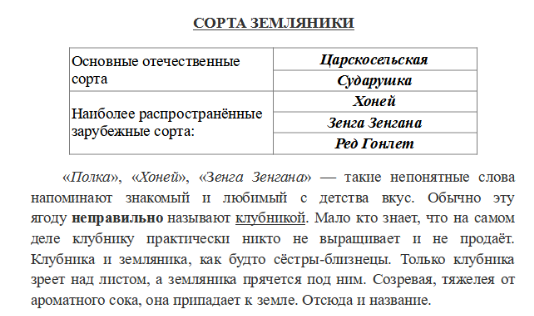 СОРТА ЗЕМЛЯНИКИ
Основные отечественные сорта
Царскосельская
Сударушка
Наиболее распространённые зарубежные сорта:
Хоней
Зенга Зенгана
Ред Гонлет
«Полка», «Хоней», «Зенга Зенгана» — такие непонятные слова
напоминают знакомый и любимый с детства вкус. Обычно эту
ягоду неправильно называют клубникой. Мало кто знает, что на самом
деле клубнику практически никто не выращивает и не продаёт.
Клубника и земляника, как будто сёстры-близнецы. Только клубника
зреет над листом, а земляника прячется под ним. Созревая, тяжелея от
ароматного сока, она припадает к земле. Отсюда и название.